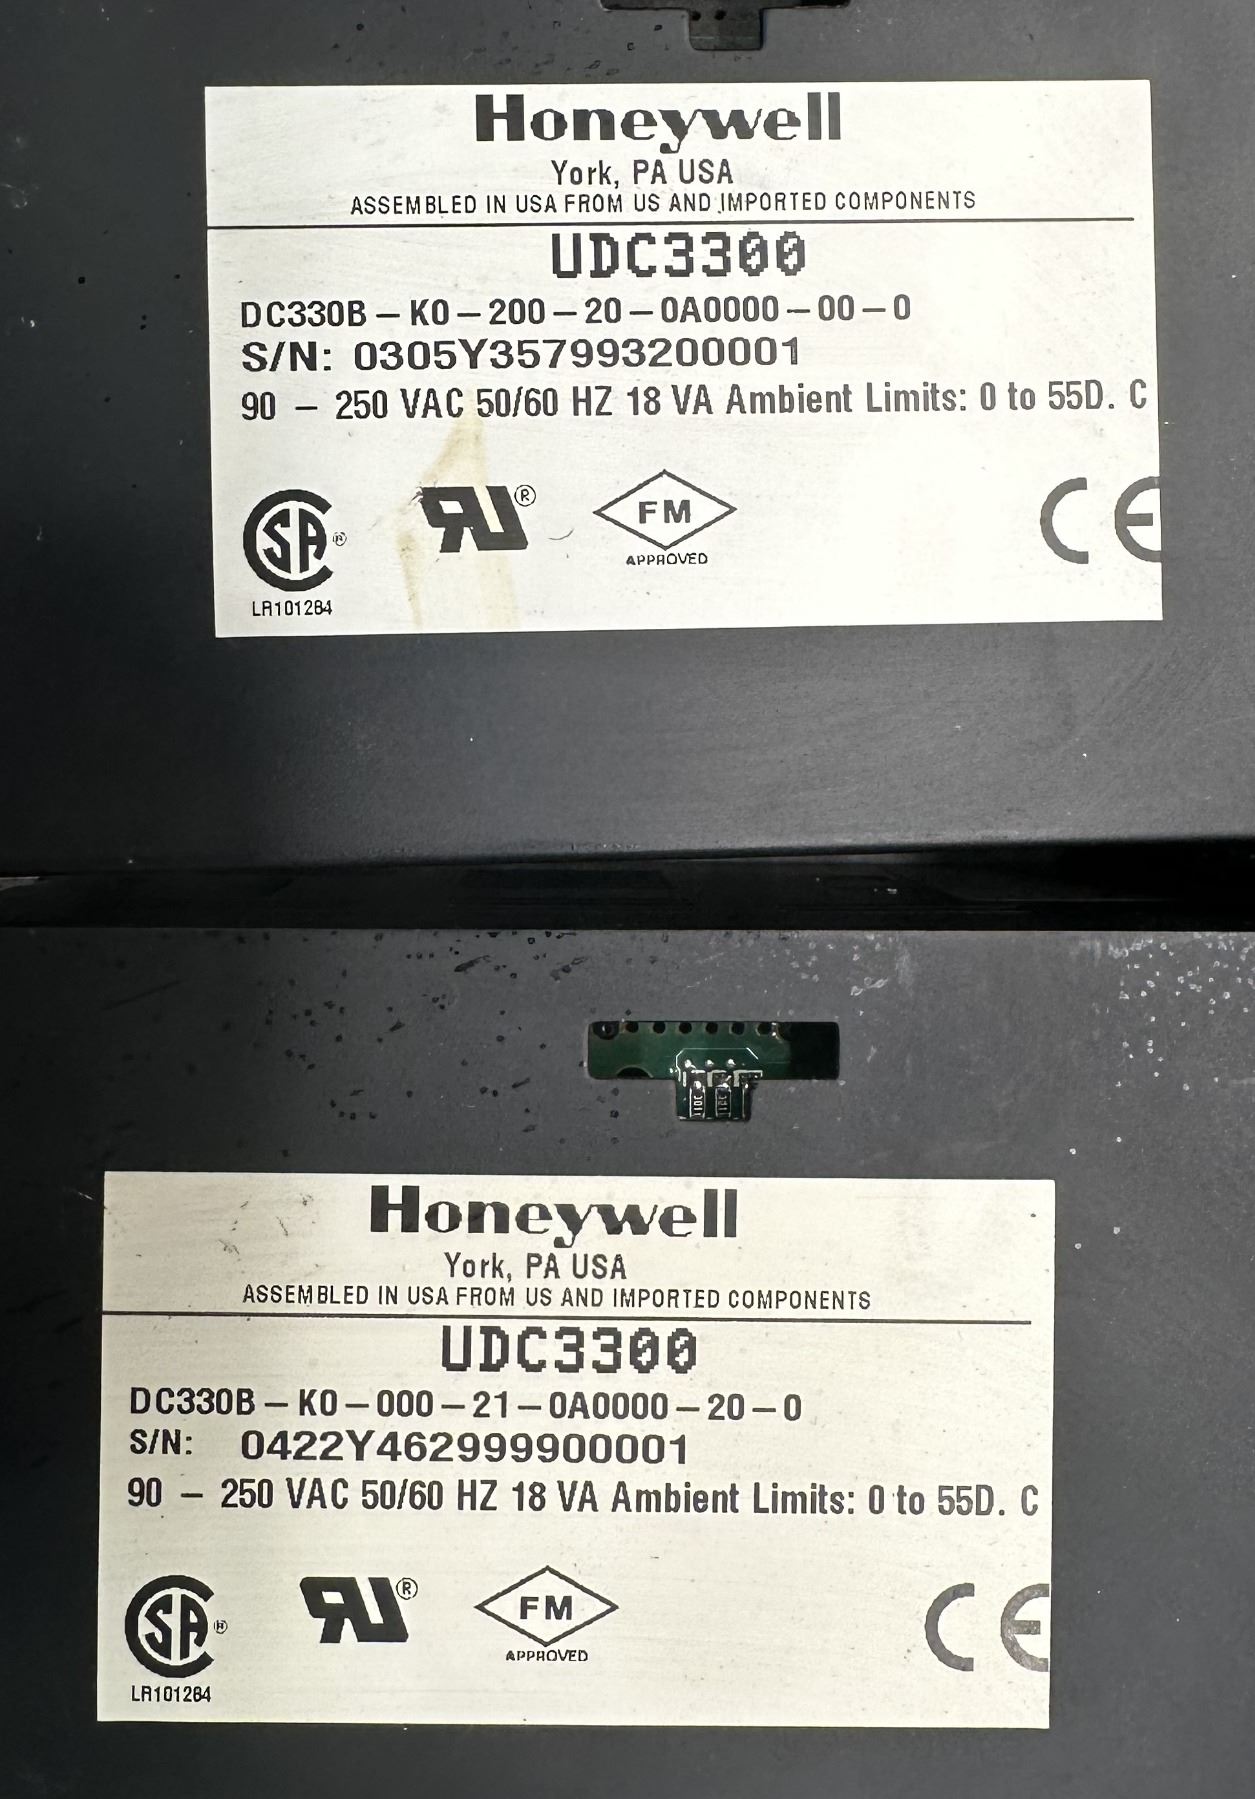 Honeywell
York, PA USA
ASSEMBLED IN USA FROM US AND IMPORTED COMPONENTS
UDC3300
DC330B – K0 – 200 – 20 – 0A0000 – 00 – 0
S/N: 0305Y357993200001
90 – 250 VAC 50/60 HZ 18 VA Ambient Limits: 0 to 55D. C
SA ®
RU ®
FM
APPROVED
CE
LR101284
Honeywell
York, PA USA
ASSEMBLED IN USA FROM US AND IMPORTED COMPONENTS
UDC3300
DC330B – K0 – 000 – 21 – 0A0000 – 20 – 0
S/N: 0422Y462999900001
90 – 250 VAC 50/60 HZ 18 VA Ambient Limits: 0 to 55D. C
SA ®
RU ®
FM
APPROVED
CE
LR101284